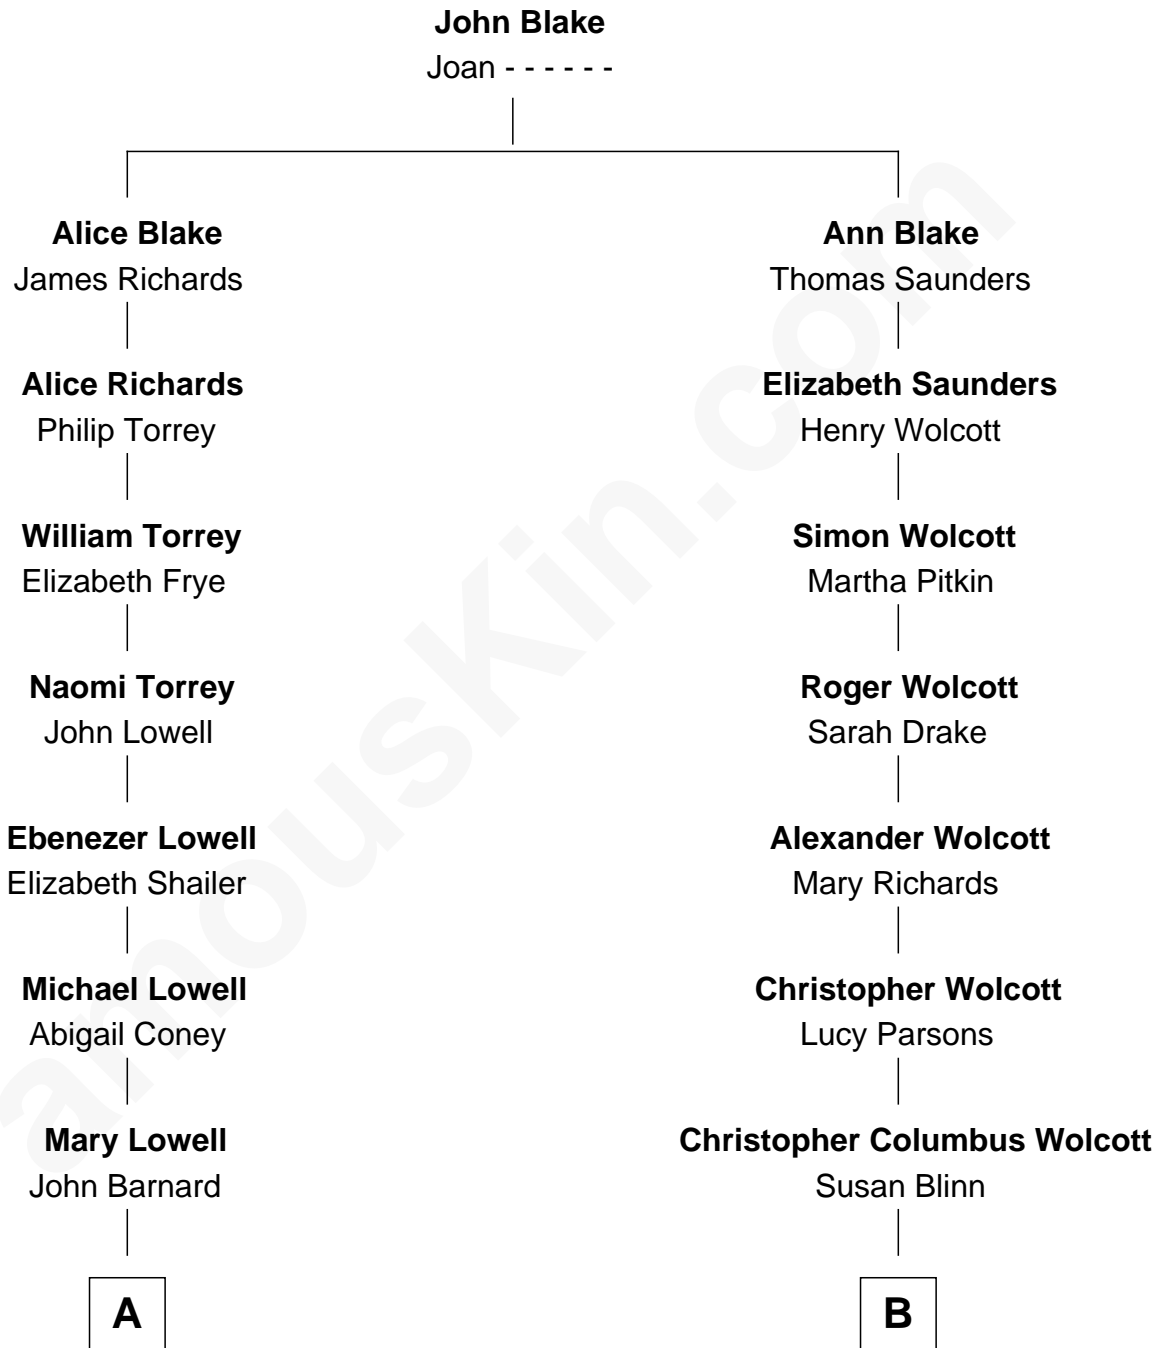 John Blake
Joan - - - - - -
Alice Blake
James Richards
Ann Blake
Thomas Saunders
Alice Richards
Philip Torrey
Elizabeth Saunders
Henry Wolcott
William Torrey
Elizabeth Frye
Simon Wolcott
Martha Pitkin
Naomi Torrey
John Lowell
Roger Wolcott
Sarah Drake
Ebenezer Lowell
Elizabeth Shailer
Alexander Wolcott
Mary Richards
Michael Lowell
Abigail Coney
Christopher Wolcott
Lucy Parsons
Mary Lowell
John Barnard
Christopher Columbus Wolcott
Susan Blinn
A
B
amousKin.com